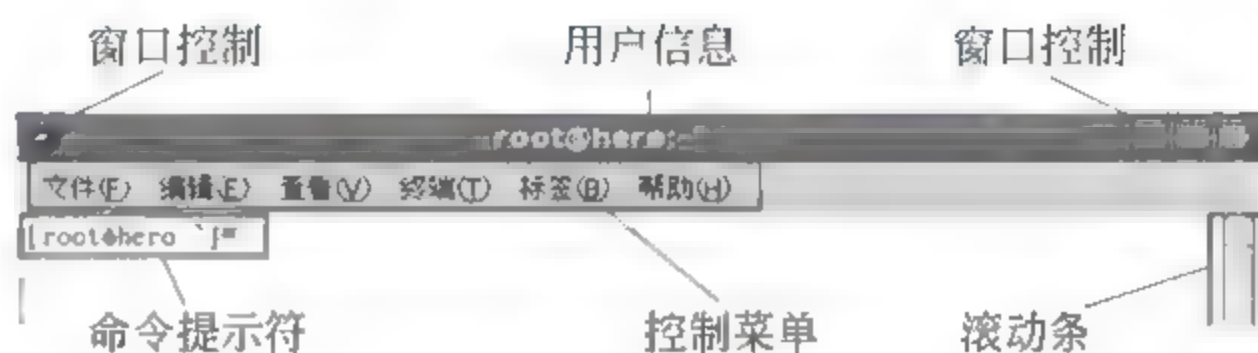 窗口控制 用户信息 窗口控制
root@hero:~
文件(F) 编辑(E) 查看(V) 终端(T) 标签(B) 帮助(H)
[root@hero ~]#
命令提示符 控制菜单 滚动条